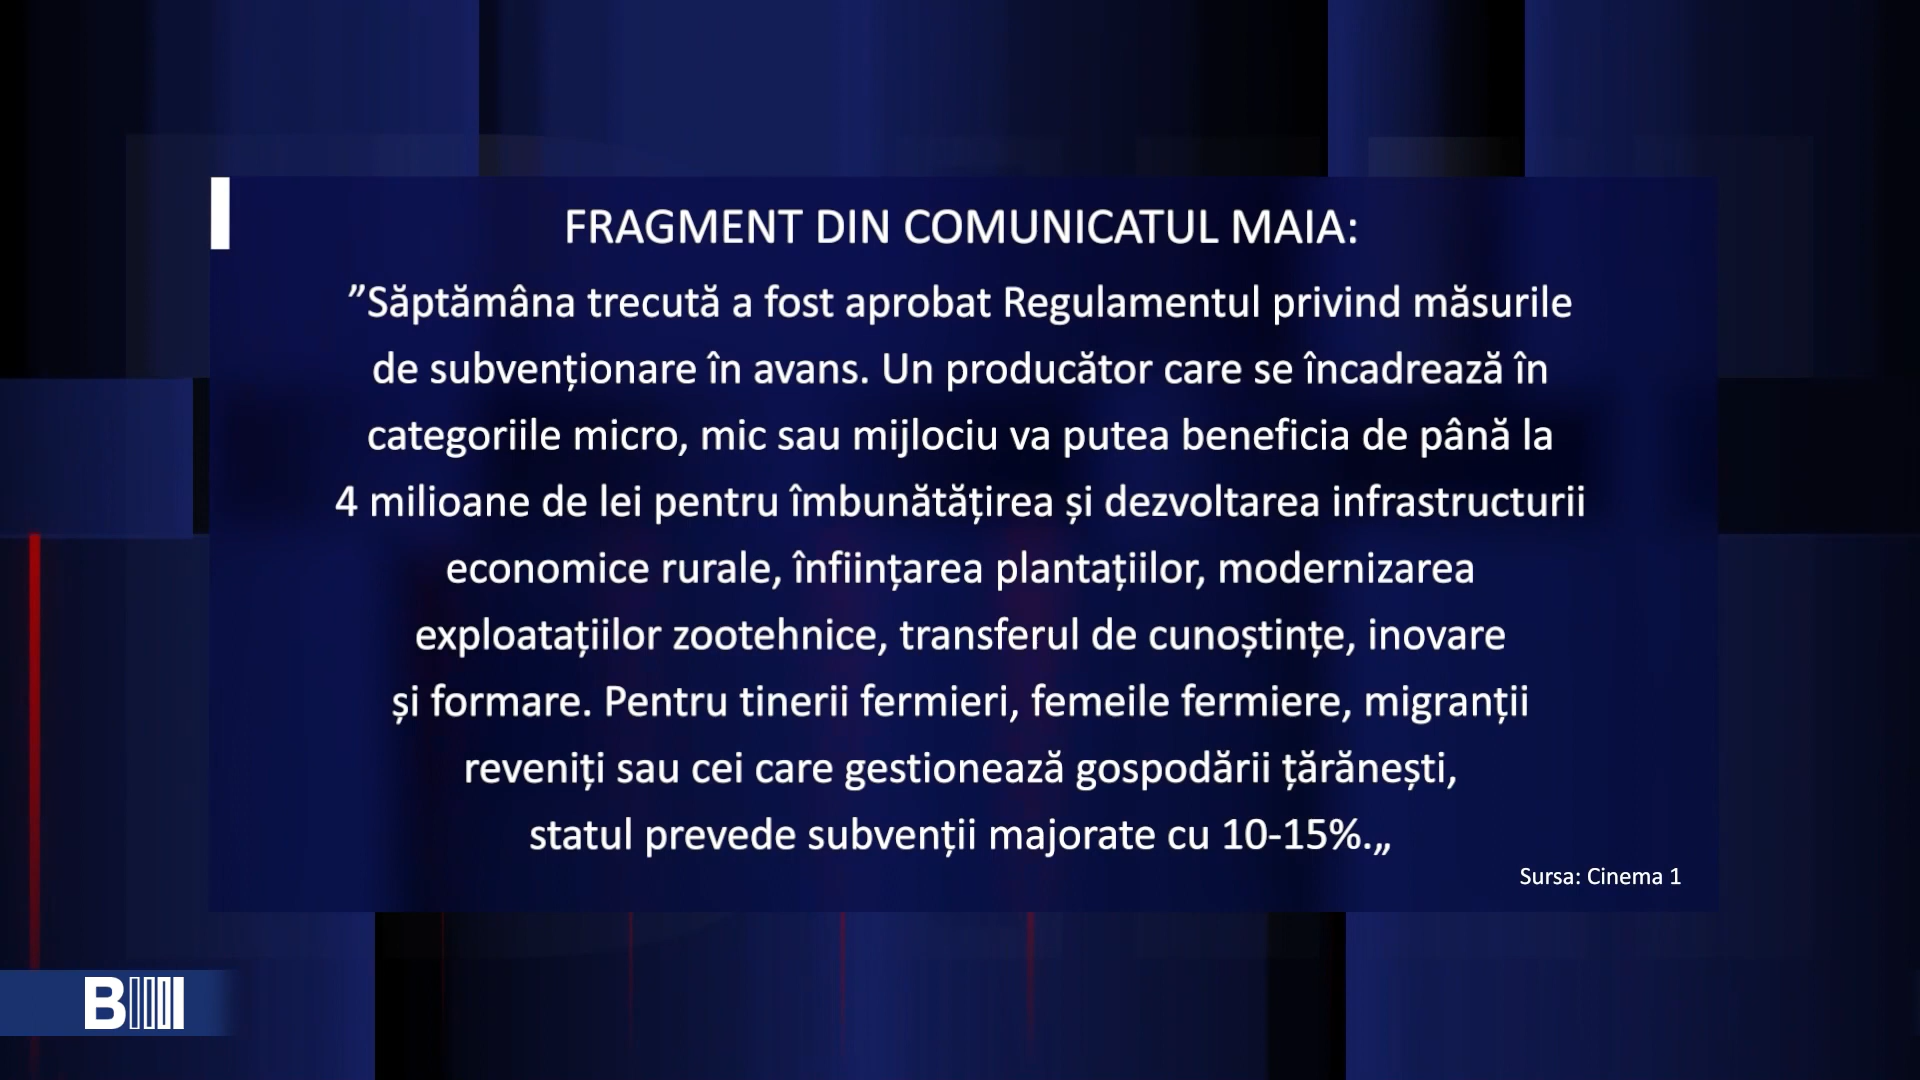 FRAGMENT DIN COMUNICATUL MAIA:
”Săptămâna trecută a fost aprobat Regulamentul privind măsurile
de subvenționare în avans. Un producător care se încadrează în
categoriile micro, mic sau mijlociu va putea beneficia de până la
4 milioane de lei pentru îmbunătățirea și dezvoltarea infrastructurii
economice rurale, înființarea plantațiilor, modernizarea
exploatațiilor zootehnice, transferul de cunoștințe, inovare
și formare. Pentru tinerii fermieri, femeile fermiere, migranții
reveniți sau cei care gestionează gospodării țărănești,
statul prevede subvenții majorate cu 10-15%.„
Sursa: Cinema 1
B